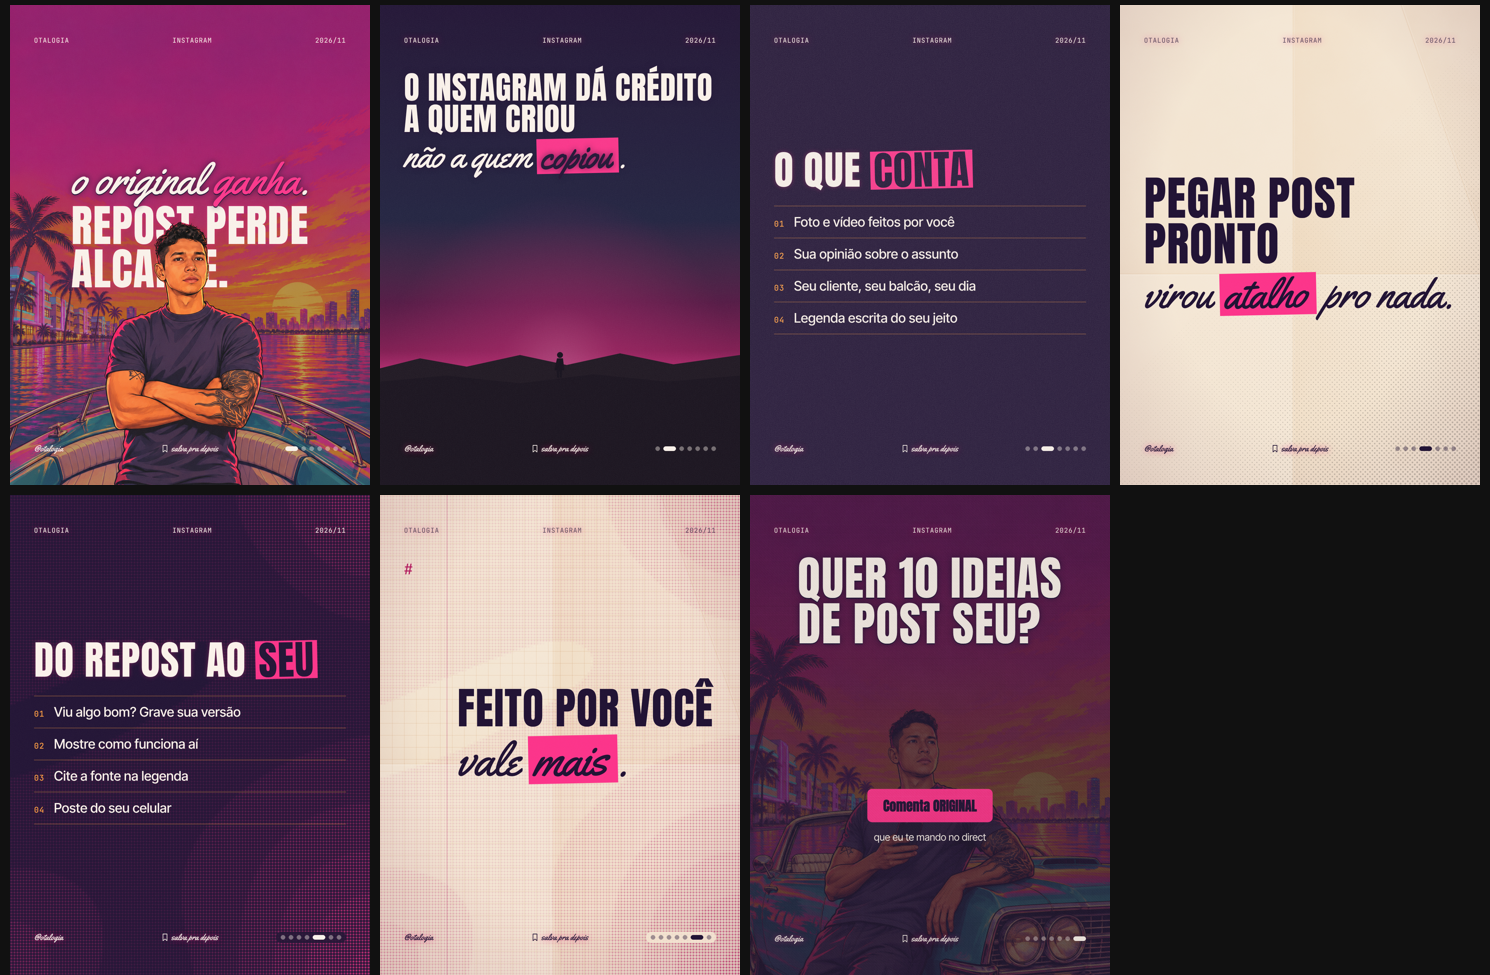 OTALOGIA INSTAGRAM 2026/11
o original ganha.
REPOST PERDE
ALCANCE.
@otalogia salva pra depois
OTALOGIA INSTAGRAM 2026/11
O INSTAGRAM DÁ CRÉDITO
A QUEM CRIOU
não a quem copiou.
@otalogia salva pra depois
OTALOGIA INSTAGRAM 2026/11
O QUE CONTA
01 Foto e vídeo feitos por você
02 Sua opinião sobre o assunto
03 Seu cliente, seu balcão, seu dia
04 Legenda escrita do seu jeito
@otalogia salva pra depois
OTALOGIA INSTAGRAM 2026/11
PEGAR POST
PRONTO
virou atalho pro nada.
@otalogia salva pra depois
OTALOGIA INSTAGRAM 2026/11
DO REPOST AO SEU
01 Viu algo bom? Grave sua versão
02 Mostre como funciona aí
03 Cite a fonte na legenda
04 Poste do seu celular
@otalogia salva pra depois
OTALOGIA INSTAGRAM 2026/11
#
FEITO POR VOCÊ
vale mais.
@otalogia salva pra depois
OTALOGIA INSTAGRAM 2026/11
QUER 10 IDEIAS
DE POST SEU?
Comenta ORIGINAL
que eu te mando no direct
@otalogia salva pra depois